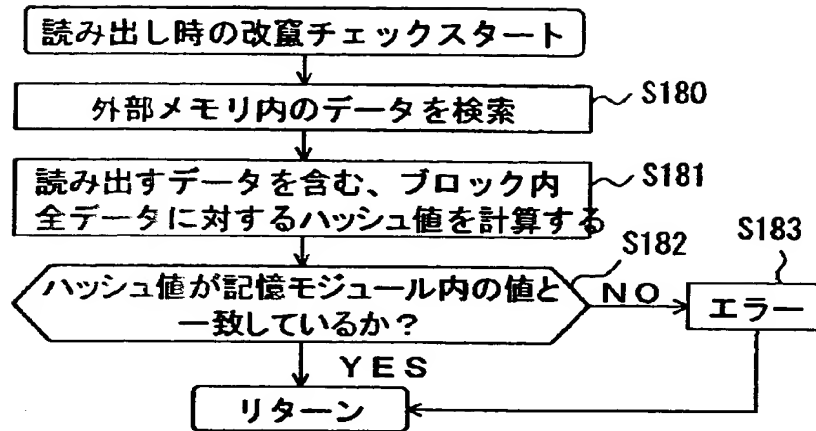 読み出し時の改竄チェックスタート
外部メモリ内のデータを検索
S180
読み出すデータを含む、ブロック内
全データに対するハッシュ値を計算する
S181
ハッシュ値が記憶モジュール内の値と
一致しているか？
S182
NO
S183
エラー
YES
リターン